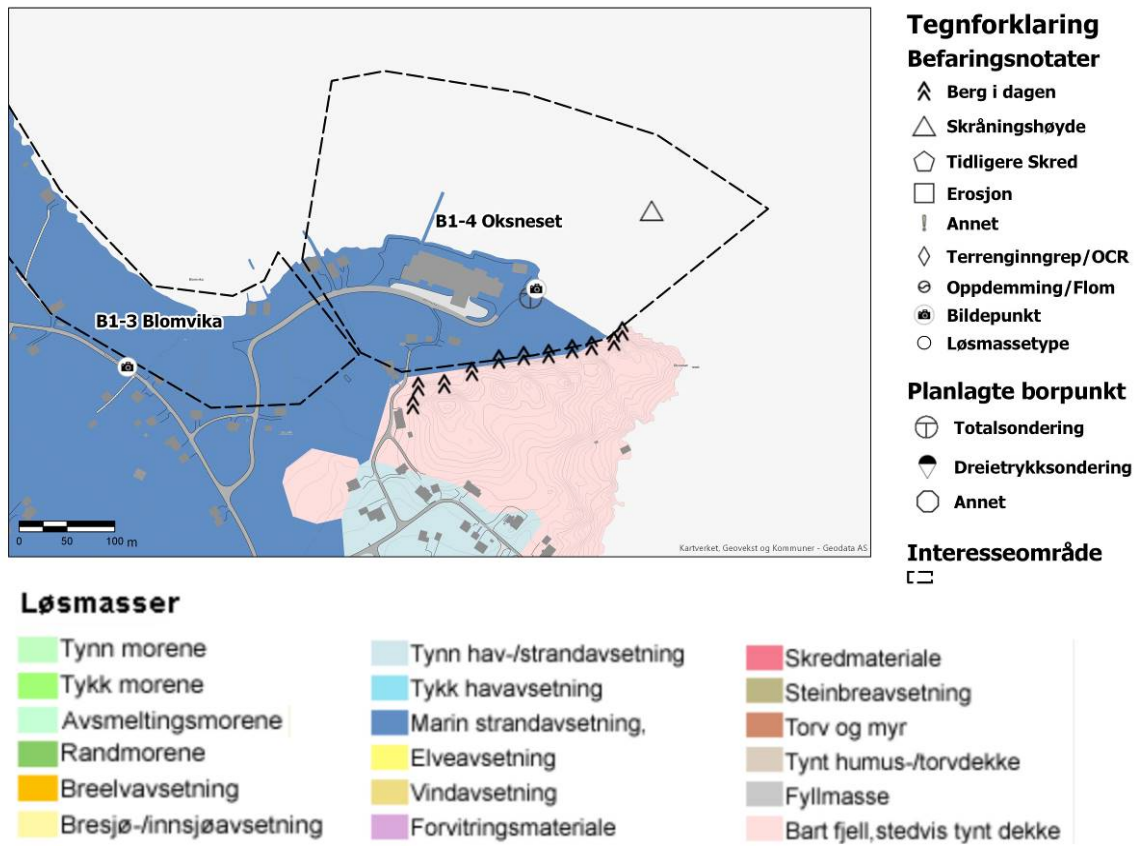 B1-4 Oksneset
B1-3 Blomvika
0 50 100 m
Kartverket, Geovekst og Kommuner - Geodata AS
Tegnforklaring
Befaringsnotater
Berg i dagen
Skråningshøyde
Tidligere Skred
Erosjon
Annet
Terrenginngrep/OCR
Oppdemming/Flom
Bildepunkt
Løsmassetype
Planlagte borpunkt
Totalsondering
Dreietrykksondering
Annet
Interesseområde
Løsmasser
Tynn morene
Tykk morene
Avsmeltingsmorene
Randmorene
Breelvavsetning
Bresjø-/innsjøavsetning
Tynn hav-/strandavsetning
Tykk havavsetning
Marin strandavsetning,
Elveavsetning
Vindavsetning
Forvitringsmateriale
Skredmateriale
Steinbreavsetning
Torv og myr
Tynt humus-/torvdekke
Fyllmasse
Bart fjell,stedvis tynt dekke